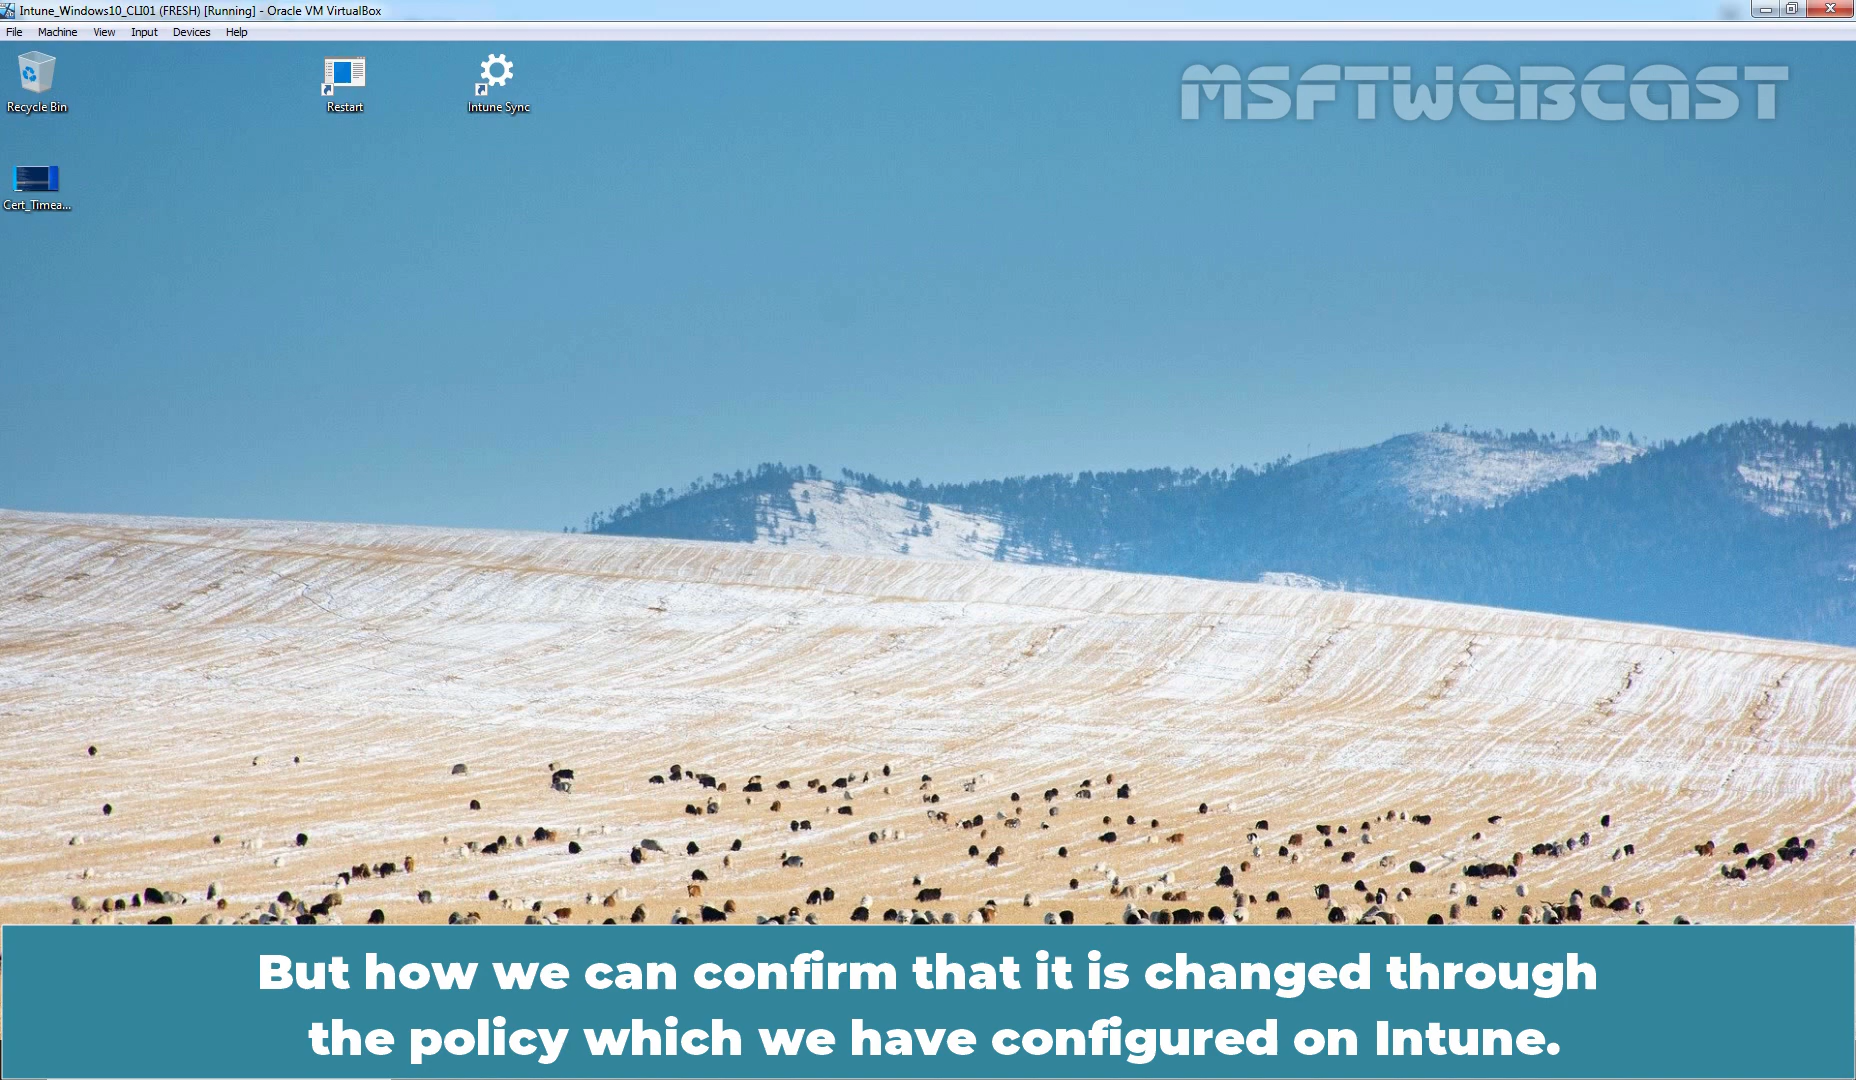 Intune_Windows10_CLI01 (FRESH) [Running] - Oracle VM VirtualBox
File Machine View Input Devices Help
Recycle Bin
Restart
Intune Sync
MSFTWEBCAST
Cert_Timea...
But how we can confirm that it is changed through
the policy which we have configured on Intune.